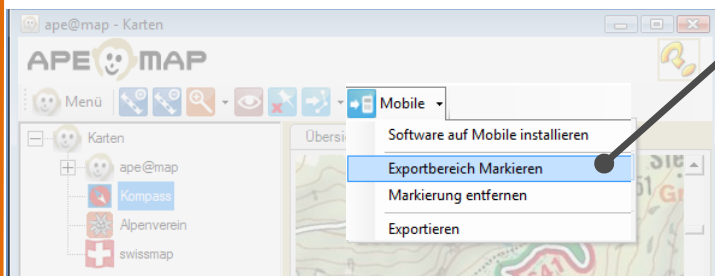 ape@map - Karten
APE MAP
Menü
Mobile
Karten
Übersi
Software auf Mobile installieren
ape@map
Exportbereich Markieren
Kompass
Markierung entfernen
Alpenverein
Exportieren
swissmap